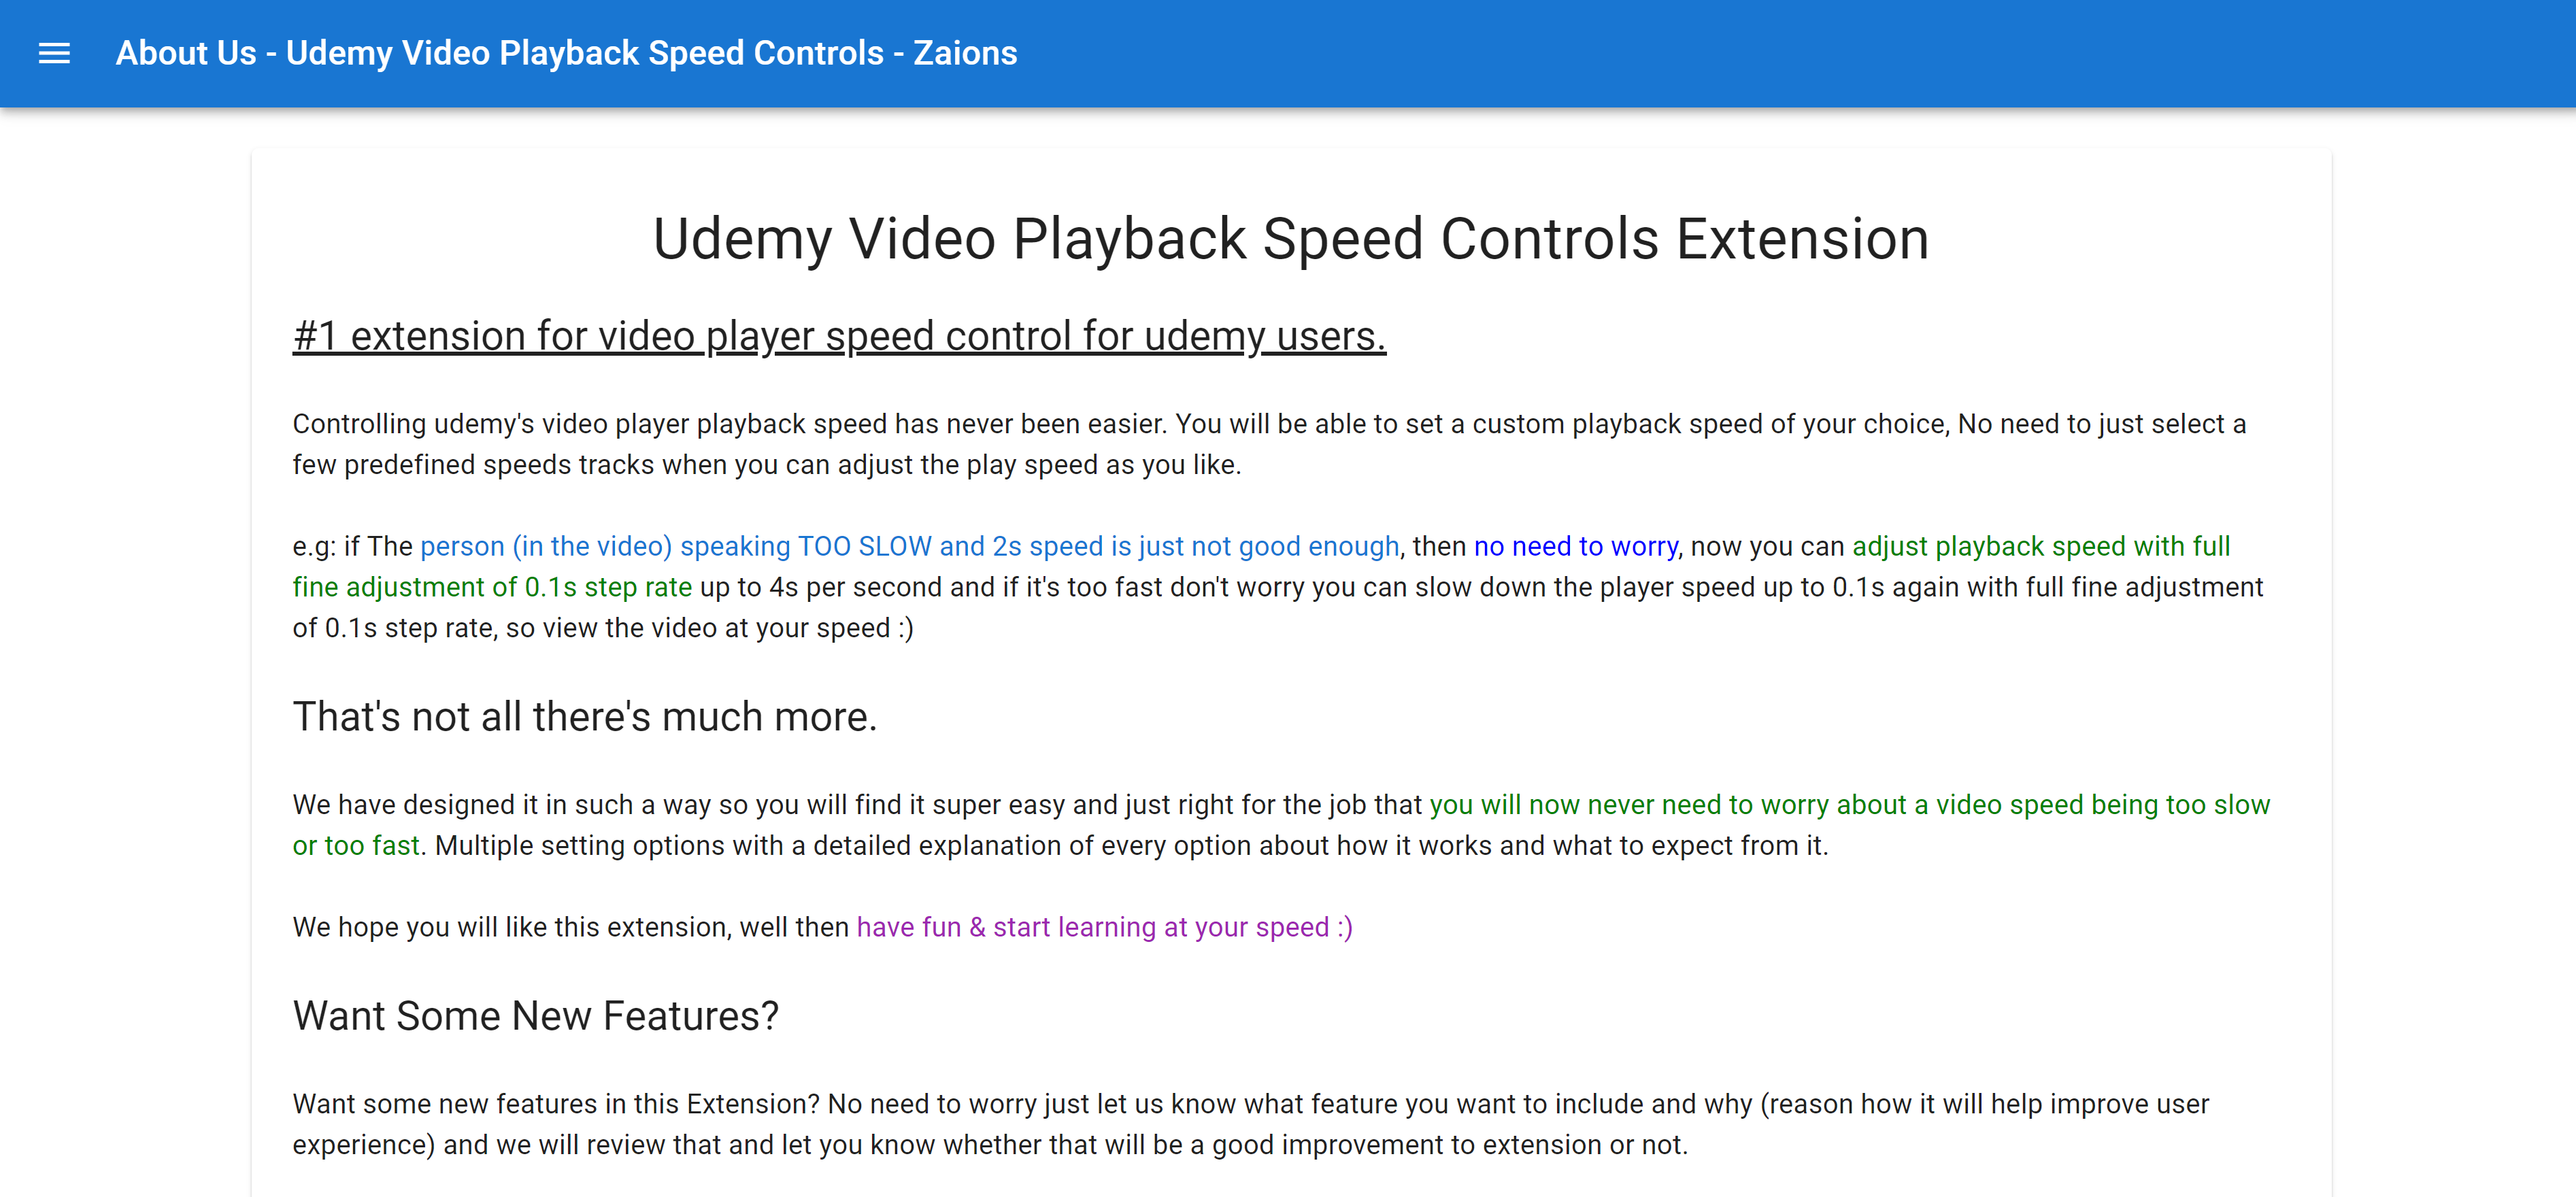 About Us - Udemy Video Playback Speed Controls - Zaions
Udemy Video Playback Speed Controls Extension
#1 extension for video player speed control for udemy users.
Controlling udemy's video player playback speed has never been easier. You will be able to set a custom playback speed of your choice, No need to just select a
few predefined speeds tracks when you can adjust the play speed as you like.
e.g: if The person (in the video) speaking TOO SLOW and 2s speed is just not good enough, then no need to worry, now you can adjust playback speed with full
fine adjustment of 0.1s step rate up to 4s per second and if it's too fast don't worry you can slow down the player speed up to 0.1s again with full fine adjustment
of 0.1s step rate, so view the video at your speed :)
That's not all there's much more.
We have designed it in such a way so you will find it super easy and just right for the job that you will now never need to worry about a video speed being too slow
or too fast. Multiple setting options with a detailed explanation of every option about how it works and what to expect from it.
We hope you will like this extension, well then have fun & start learning at your speed :)
Want Some New Features?
Want some new features in this Extension? No need to worry just let us know what feature you want to include and why (reason how it will help improve user
experience) and we will review that and let you know whether that will be a good improvement to extension or not.